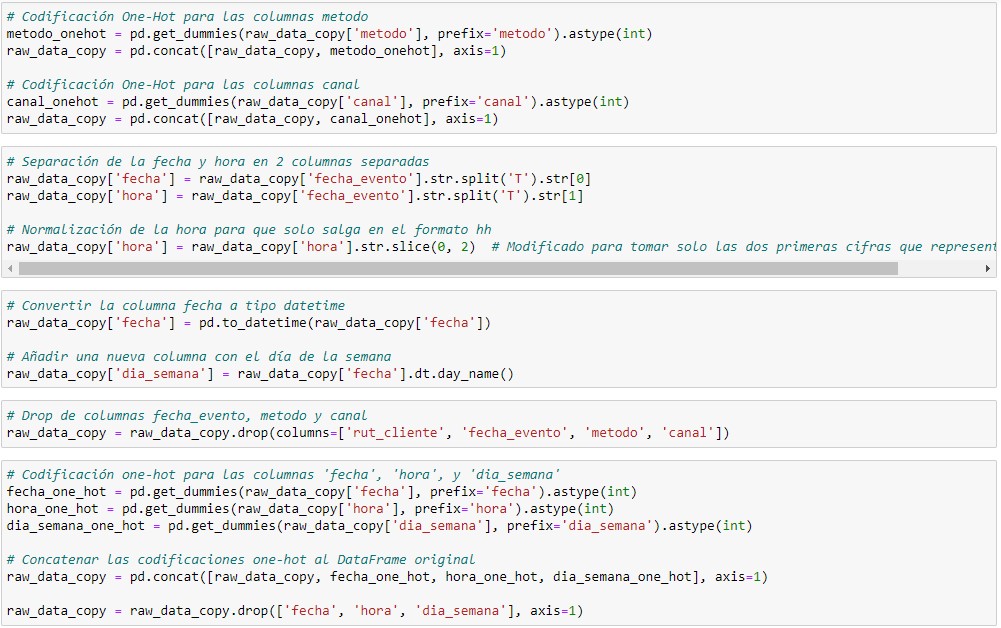 # Codificación One-Hot para las columnas metodo
metodo_onehot = pd.get_dummies(raw_data_copy['metodo'], prefix='metodo').astype(int)
raw_data_copy = pd.concat([raw_data_copy, metodo_onehot], axis=1)
# Codificación One-Hot para las columnas canal
canal_onehot = pd.get_dummies(raw_data_copy['canal'], prefix='canal').astype(int)
raw_data_copy = pd.concat([raw_data_copy, canal_onehot], axis=1)
# Separación de la fecha y hora en 2 columnas separadas
raw_data_copy['fecha'] = raw_data_copy['fecha_evento'].str.split('T').str[0]
raw_data_copy['hora'] = raw_data_copy['fecha_evento'].str.split('T').str[1]
# Normalización de la hora para que solo salga en el formato hh
raw_data_copy['hora'] = raw_data_copy['hora'].str.slice(0, 2)  # Modificado para tomar solo las dos primeras cifras que represent
# Convertir la columna fecha a tipo datetime
raw_data_copy['fecha'] = pd.to_datetime(raw_data_copy['fecha'])
# Añadir una nueva columna con el día de la semana
raw_data_copy['dia_semana'] = raw_data_copy['fecha'].dt.day_name()
# Drop de columnas fecha_evento, metodo y canal
raw_data_copy = raw_data_copy.drop(columns=['rut_cliente', 'fecha_evento', 'metodo', 'canal'])
# Codificación one-hot para las columnas 'fecha', 'hora', y 'dia_semana'
fecha_one_hot = pd.get_dummies(raw_data_copy['fecha'], prefix='fecha').astype(int)
hora_one_hot = pd.get_dummies(raw_data_copy['hora'], prefix='hora').astype(int)
dia_semana_one_hot = pd.get_dummies(raw_data_copy['dia_semana'], prefix='dia_semana').astype(int)
# Concatenar las codificaciones one-hot al DataFrame original
raw_data_copy = pd.concat([raw_data_copy, fecha_one_hot, hora_one_hot, dia_semana_one_hot], axis=1)
raw_data_copy = raw_data_copy.drop(['fecha', 'hora', 'dia_semana'], axis=1)